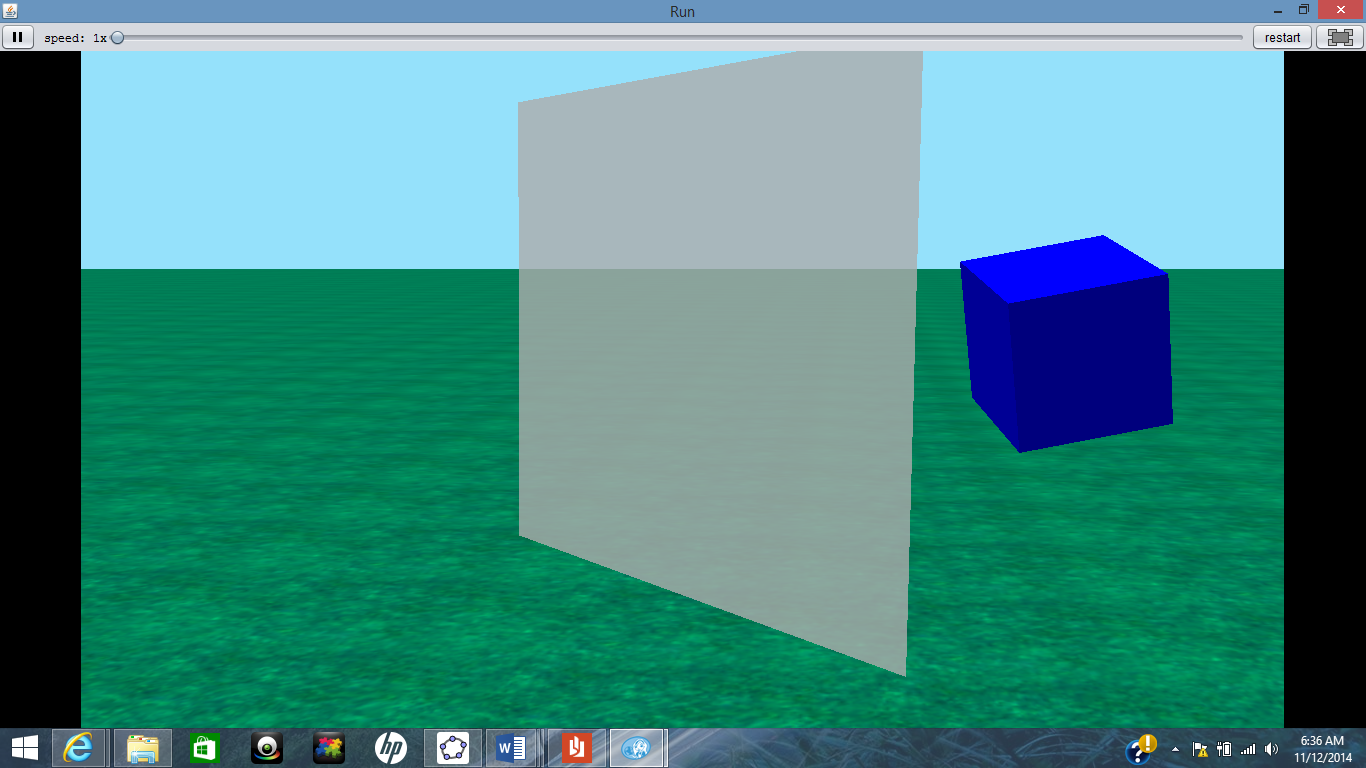 Run
speed: 1x
restart
hp
W
6:36 AM
11/12/2014